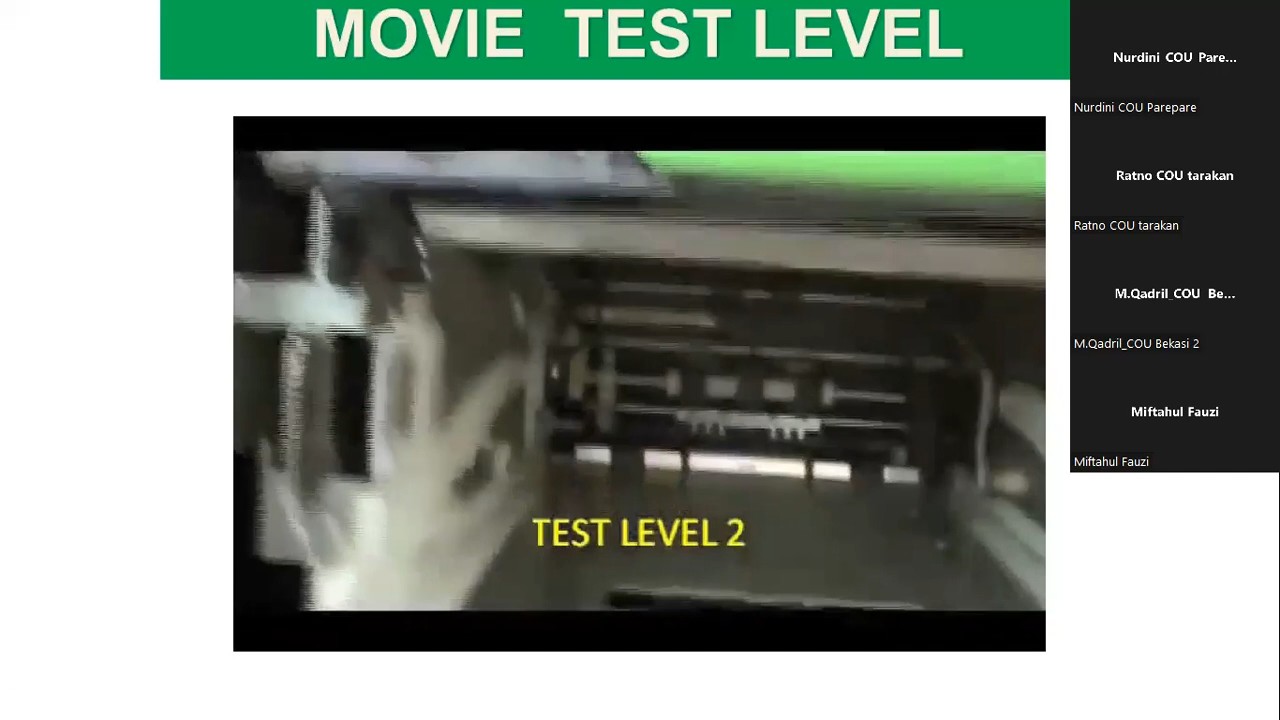 MOVIE TEST LEVEL
TEST LEVEL 2
Nurdini COU Pare...
Nurdini COU Parepare
Ratno COU tarakan
Ratno COU tarakan
M.Qadril_COU Be...
M.Qadril_COU Bekasi 2
Miftahul Fauzi
Miftahul Fauzi